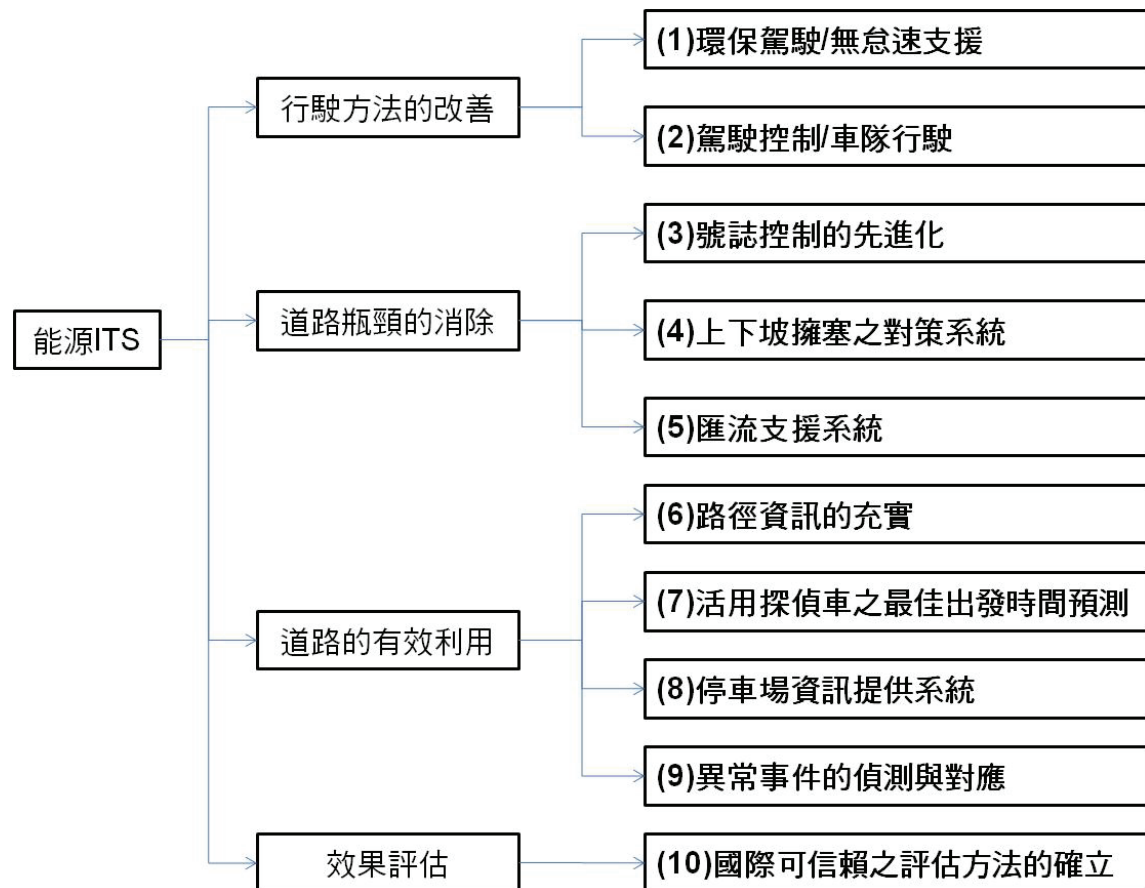 能源ITS
行駛方法的改善
(1)環保駕駛/無怠速支援
(2)駕駛控制/車隊行駛
道路瓶頸的消除
(3)號誌控制的先進化
(4)上下坡擁塞之對策系統
(5)匯流支援系統
道路的有效利用
(6)路徑資訊的充實
(7)活用探偵車之最佳出發時間預測
(8)停車場資訊提供系統
(9)異常事件的偵測與對應
效果評估
(10)國際可信賴之評估方法的確立